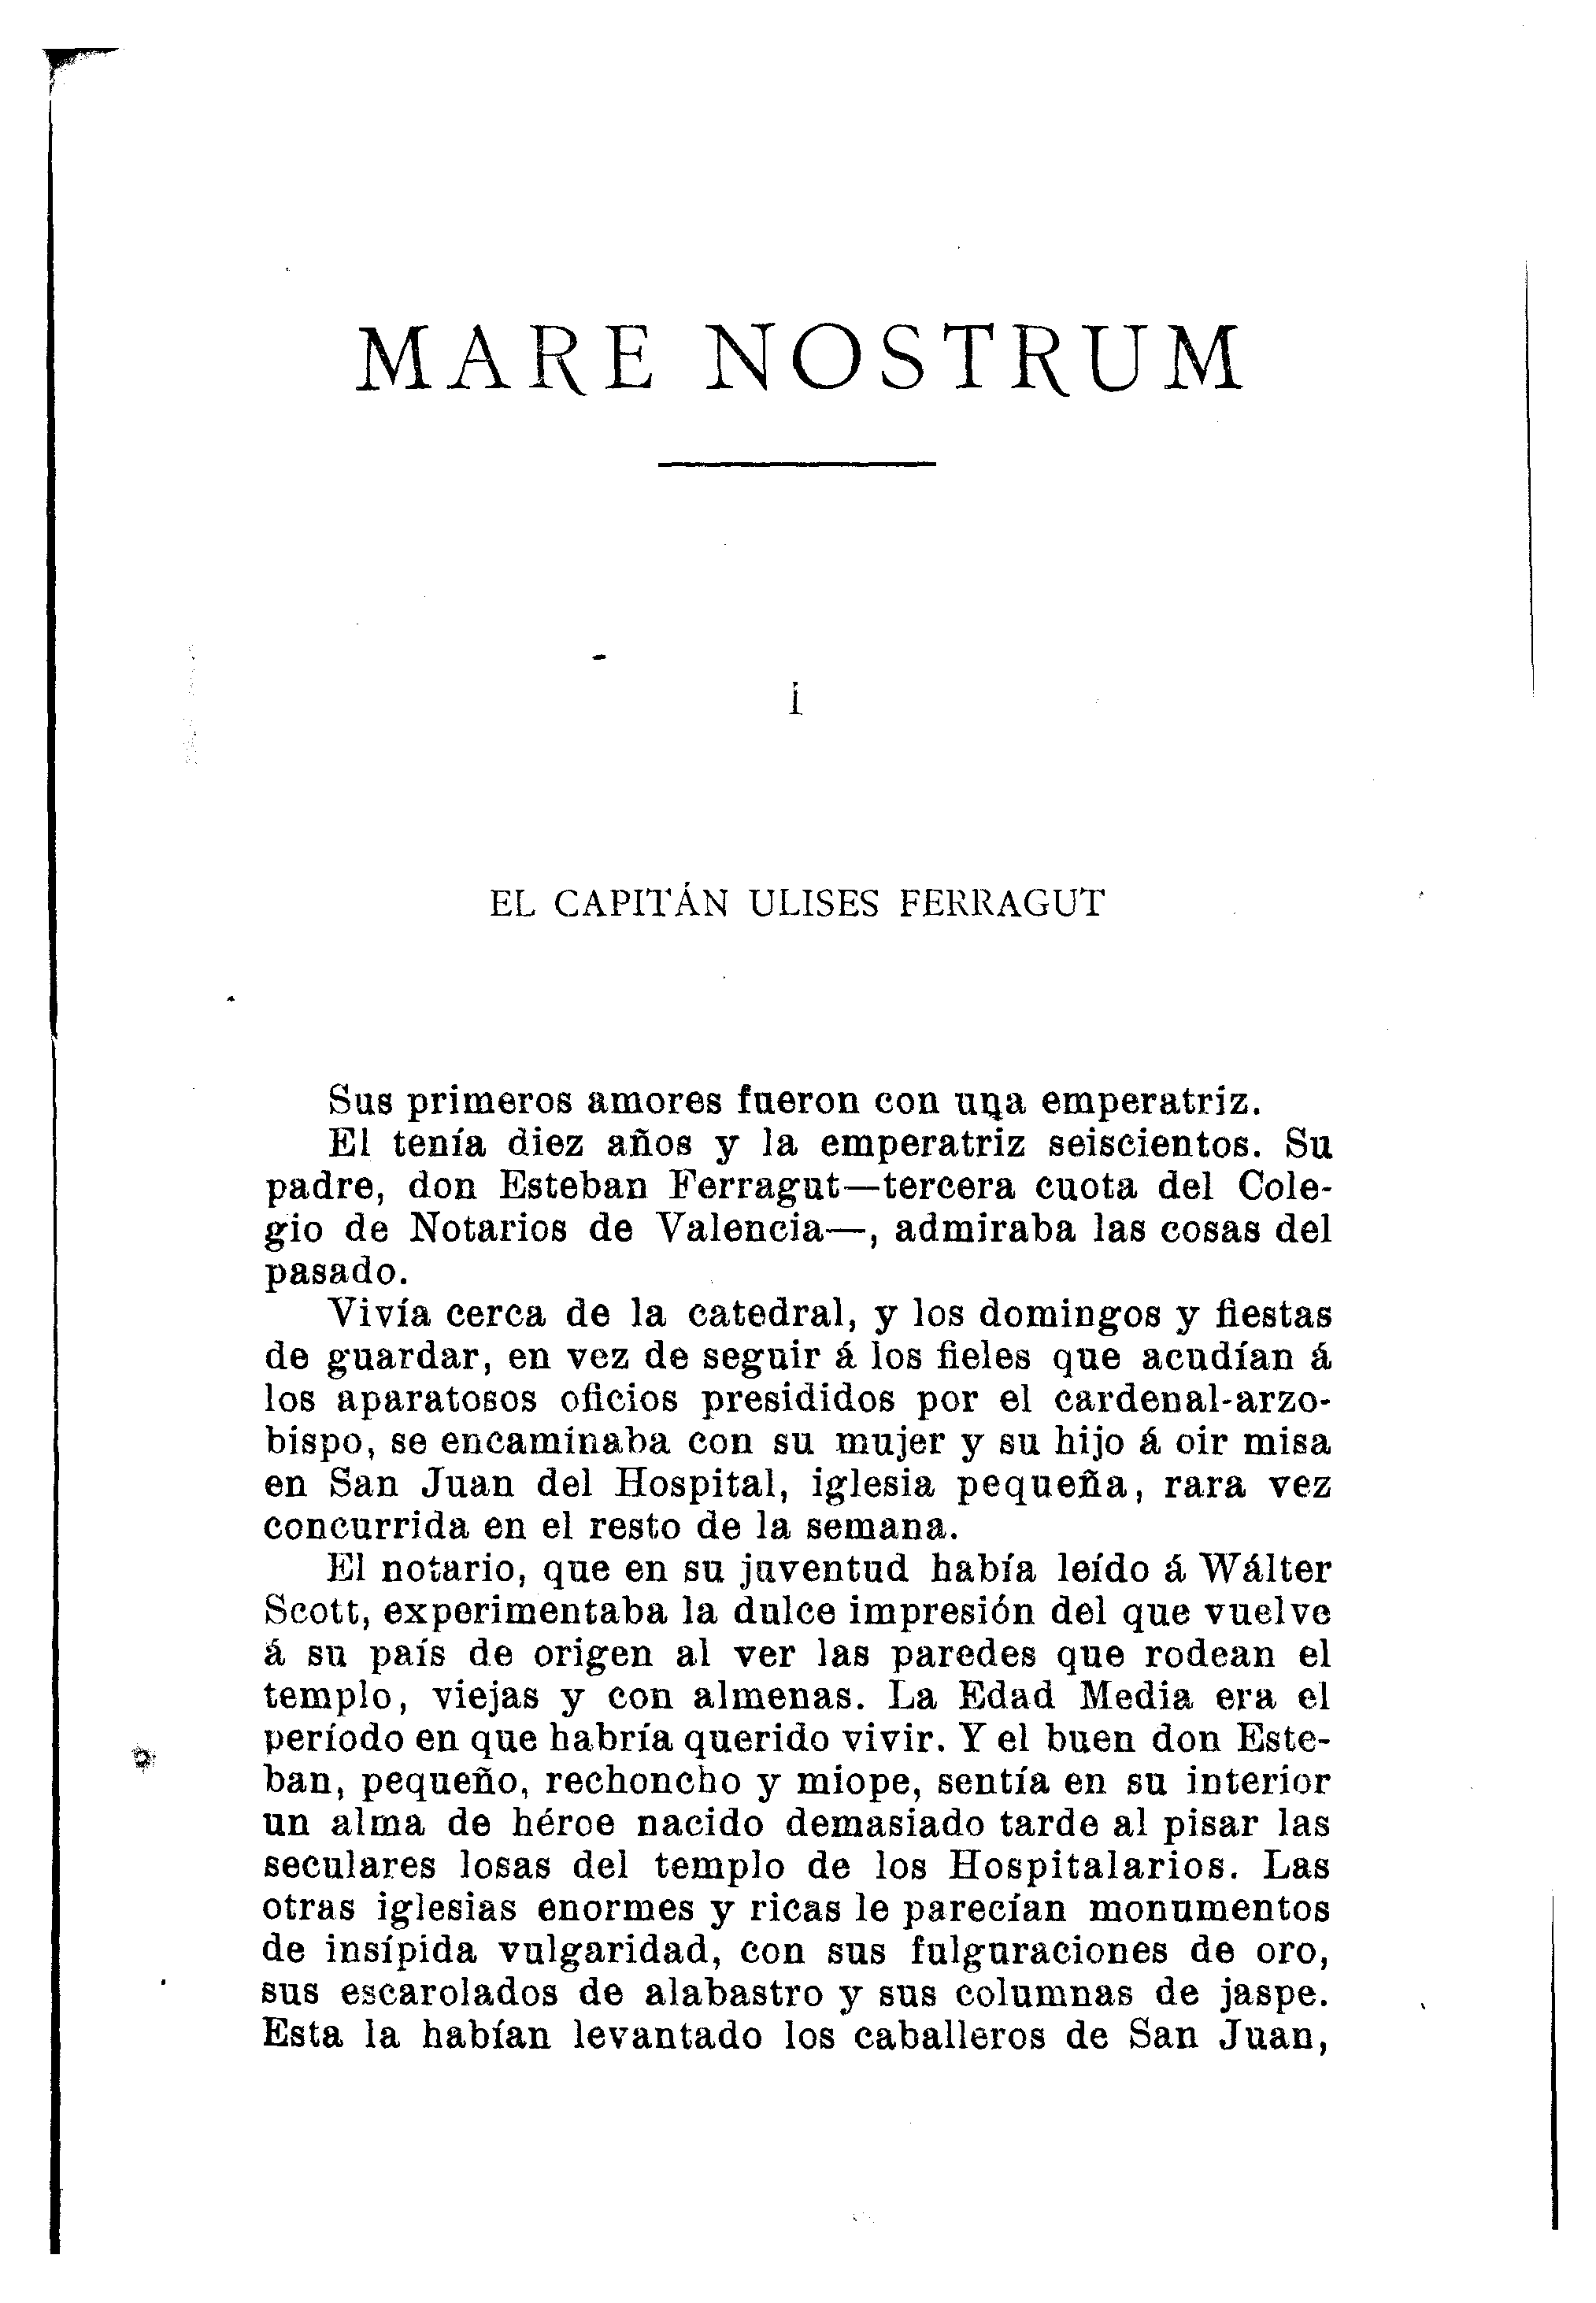 MARE NOSTRUM
I
EL CAPITÁN ULISES FERRAGUT
Sus primeros amores fueron con una emperatriz.
El tenía diez años y la emperatriz seiscientos. Su
padre, don Esteban Ferragut—tercera cuota del Cole-
gio de Notarios de Valencia—, admiraba las cosas del
pasado.
Vivía cerca de la catedral, y los domingos y fiestas
de guardar, en vez de seguir á los fieles que acudían á
los aparatosos oficios presididos por el cardenal-arzo-
bispo, se encaminaba con su mujer y su hijo á oir misa
en San Juan del Hospital, iglesia pequeña, rara vez
concurrida en el resto de la semana.
El notario, que en su juventud había leído á Wálter
Scott, experimentaba la dulce impresión del que vuelve
á su país de origen al ver las paredes que rodean el
templo, viejas y con almenas. La Edad Media era el
período en que habría querido vivir. Y el buen don Este-
ban, pequeño, rechoncho y miope, sentía en su interior
un alma de héroe nacido demasiado tarde al pisar las
seculares losas del templo de los Hospitalarios. Las
otras iglesias enormes y ricas le parecían monumentos
de insípida vulgaridad, con sus fulguraciones de oro,
sus escarolados de alabastro y sus columnas de jaspe.
Esta la habían levantado los caballeros de San Juan,